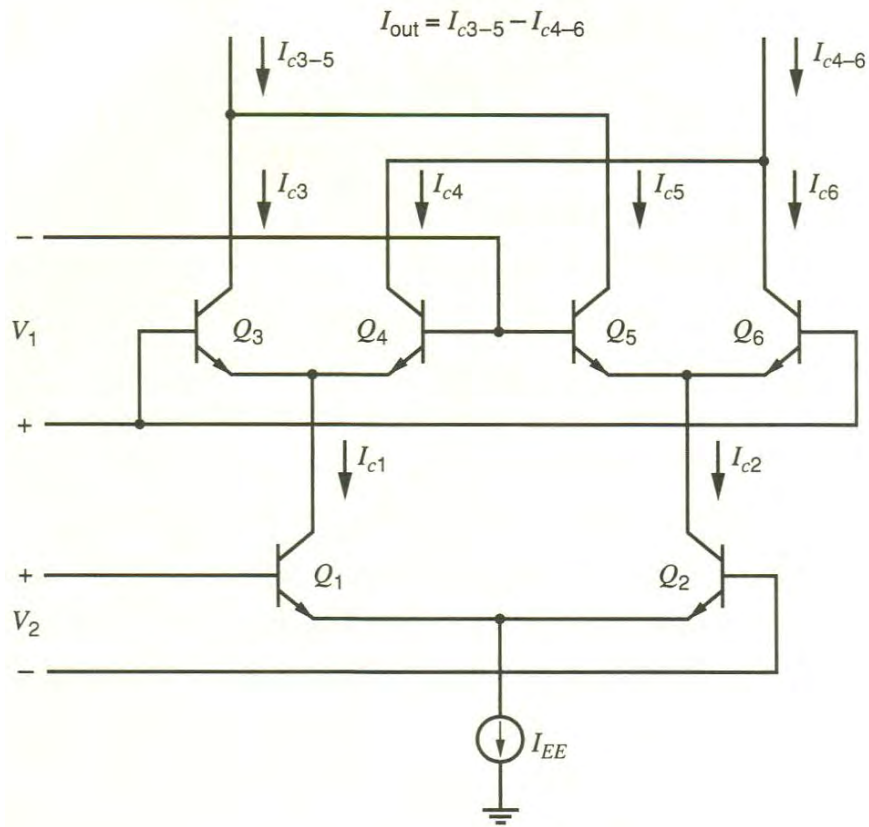 I_out = I_c3–5 – I_c4–6
I_c3–5
I_c4–6
I_c3
I_c4
I_c5
I_c6
–
V_1
+
Q_3
Q_4
Q_5
Q_6
I_c1
I_c2
+
V_2
–
Q_1
Q_2
I_EE